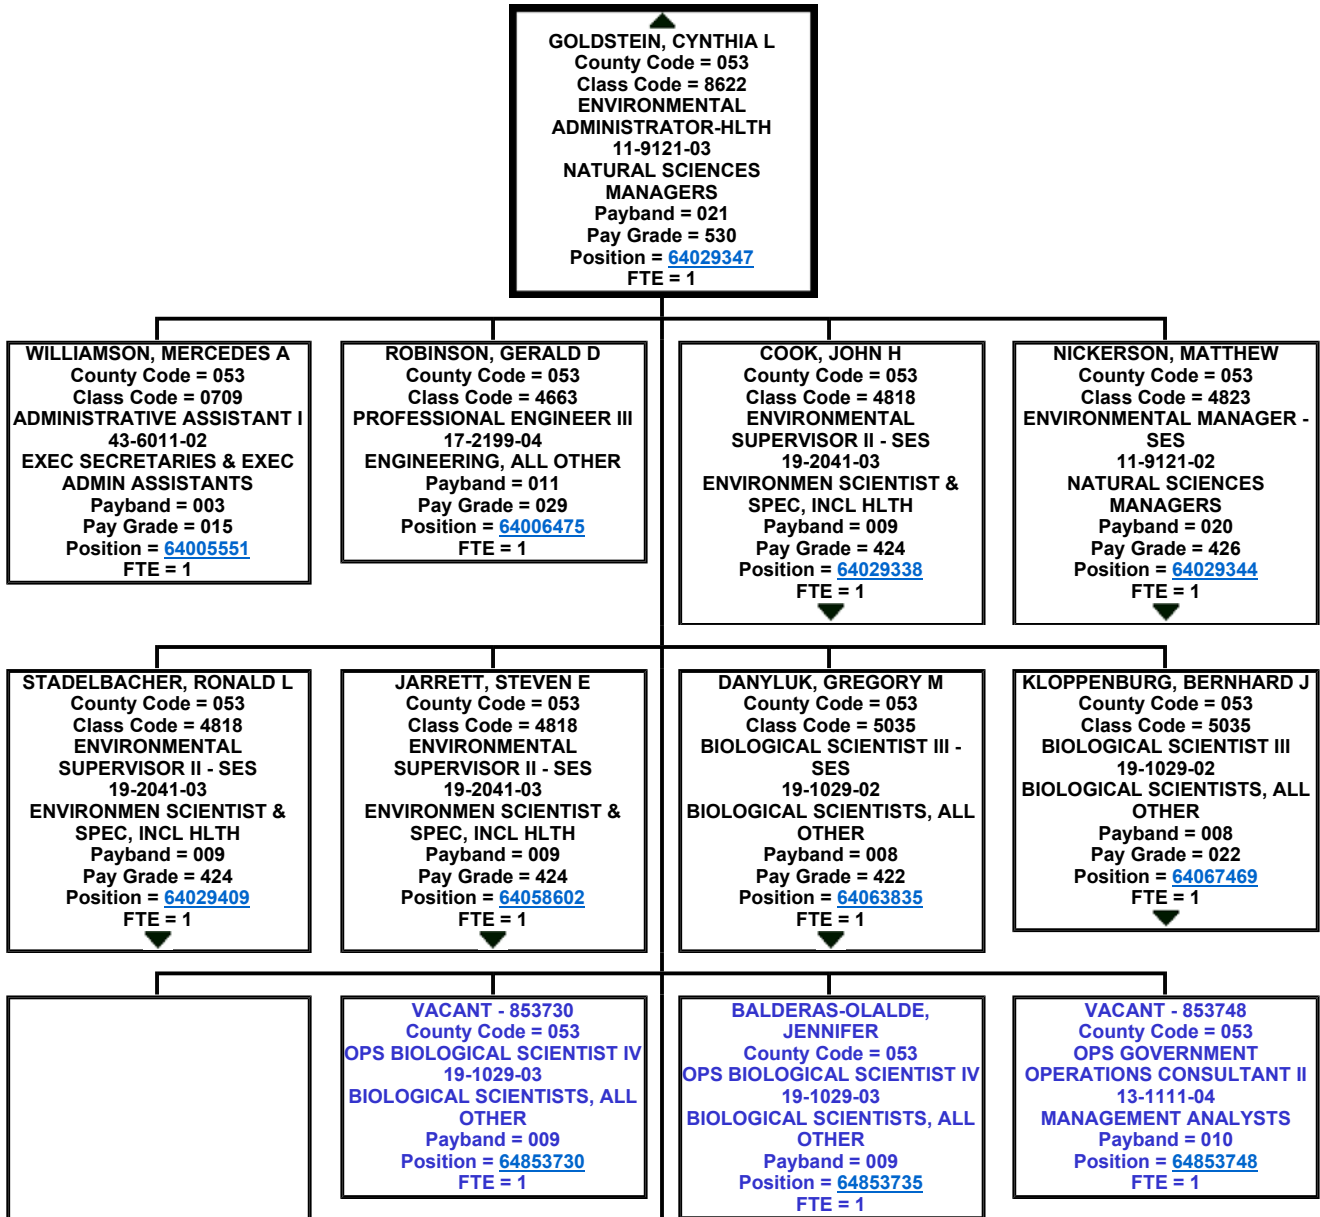 GOLDSTEIN, CYNTHIA L
County Code = 053
Class Code = 8622
ENVIRONMENTAL
ADMINISTRATOR-HLTH
11-9121-03
NATURAL SCIENCES
MANAGERS
Payband = 021
Pay Grade = 530
Position = 64029347
FTE = 1
WILLIAMSON, MERCEDES A
County Code = 053
Class Code = 0709
ADMINISTRATIVE ASSISTANT I
43-6011-02
EXEC SECRETARIES & EXEC
ADMIN ASSISTANTS
Payband = 003
Pay Grade = 015
Position = 64005551
FTE = 1
ROBINSON, GERALD D
County Code = 053
Class Code = 4663
PROFESSIONAL ENGINEER III
17-2199-04
ENGINEERING, ALL OTHER
Payband = 011
Pay Grade = 029
Position = 64006475
FTE = 1
COOK, JOHN H
County Code = 053
Class Code = 4818
ENVIRONMENTAL
SUPERVISOR II - SES
19-2041-03
ENVIRONMEN SCIENTIST &
SPEC, INCL HLTH
Payband = 009
Pay Grade = 424
Position = 64029338
FTE = 1
NICKERSON, MATTHEW
County Code = 053
Class Code = 4823
ENVIRONMENTAL MANAGER -
SES
11-9121-02
NATURAL SCIENCES
MANAGERS
Payband = 020
Pay Grade = 426
Position = 64029344
FTE = 1
STADELBACHER, RONALD L
County Code = 053
Class Code = 4818
ENVIRONMENTAL
SUPERVISOR II - SES
19-2041-03
ENVIRONMEN SCIENTIST &
SPEC, INCL HLTH
Payband = 009
Pay Grade = 424
Position = 64029409
FTE = 1
JARRETT, STEVEN E
County Code = 053
Class Code = 4818
ENVIRONMENTAL
SUPERVISOR II - SES
19-2041-03
ENVIRONMEN SCIENTIST &
SPEC, INCL HLTH
Payband = 009
Pay Grade = 424
Position = 64058602
FTE = 1
DANYLUK, GREGORY M
County Code = 053
Class Code = 5035
BIOLOGICAL SCIENTIST III -
SES
19-1029-02
BIOLOGICAL SCIENTISTS, ALL
OTHER
Payband = 008
Pay Grade = 422
Position = 64063835
FTE = 1
KLOPPENBURG, BERNHARD J
County Code = 053
Class Code = 5035
BIOLOGICAL SCIENTIST III
19-1029-02
BIOLOGICAL SCIENTISTS, ALL
OTHER
Payband = 008
Pay Grade = 022
Position = 64067469
FTE = 1
VACANT - 853730
County Code = 053
OPS BIOLOGICAL SCIENTIST IV
19-1029-03
BIOLOGICAL SCIENTISTS, ALL
OTHER
Payband = 009
Position = 64853730
FTE = 1
BALDERAS-OLALDE,
JENNIFER
County Code = 053
OPS BIOLOGICAL SCIENTIST IV
19-1029-03
BIOLOGICAL SCIENTISTS, ALL
OTHER
Payband = 009
Position = 64853735
FTE = 1
VACANT - 853748
County Code = 053
OPS GOVERNMENT
OPERATIONS CONSULTANT II
13-1111-04
MANAGEMENT ANALYSTS
Payband = 010
Position = 64853748
FTE = 1